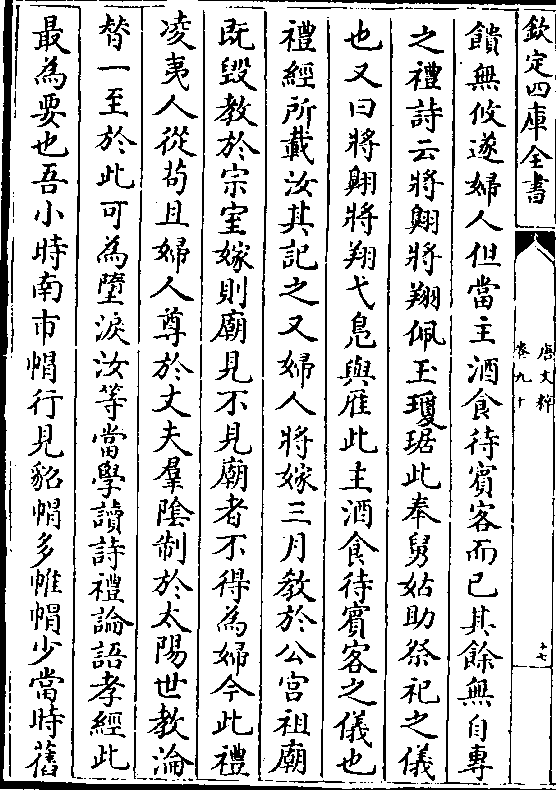 欽定四庫全書
唐文粹
卷九十
十七
饋無攸遂婦人但當主酒食待賓客而已其餘無自專
之禮詩云將翺將翔佩玉瓊琚此奉舅姑助祭祀之儀
也又曰將翺將翔弋鳬與雁此主酒食待賓客之儀也
禮經所載汝其記之又婦人將嫁三月教於公宮祖廟
既毀教於宗室嫁則廟見不見廟者不得為婦今此禮
凌夷人從苟且婦人尊於丈夫羣陰制於太陽世教淪
替一至於此可為墮淚汝等當學讀詩禮論語孝經此
最為要也吾小時南市帽行見貂帽多帷帽少當時舊